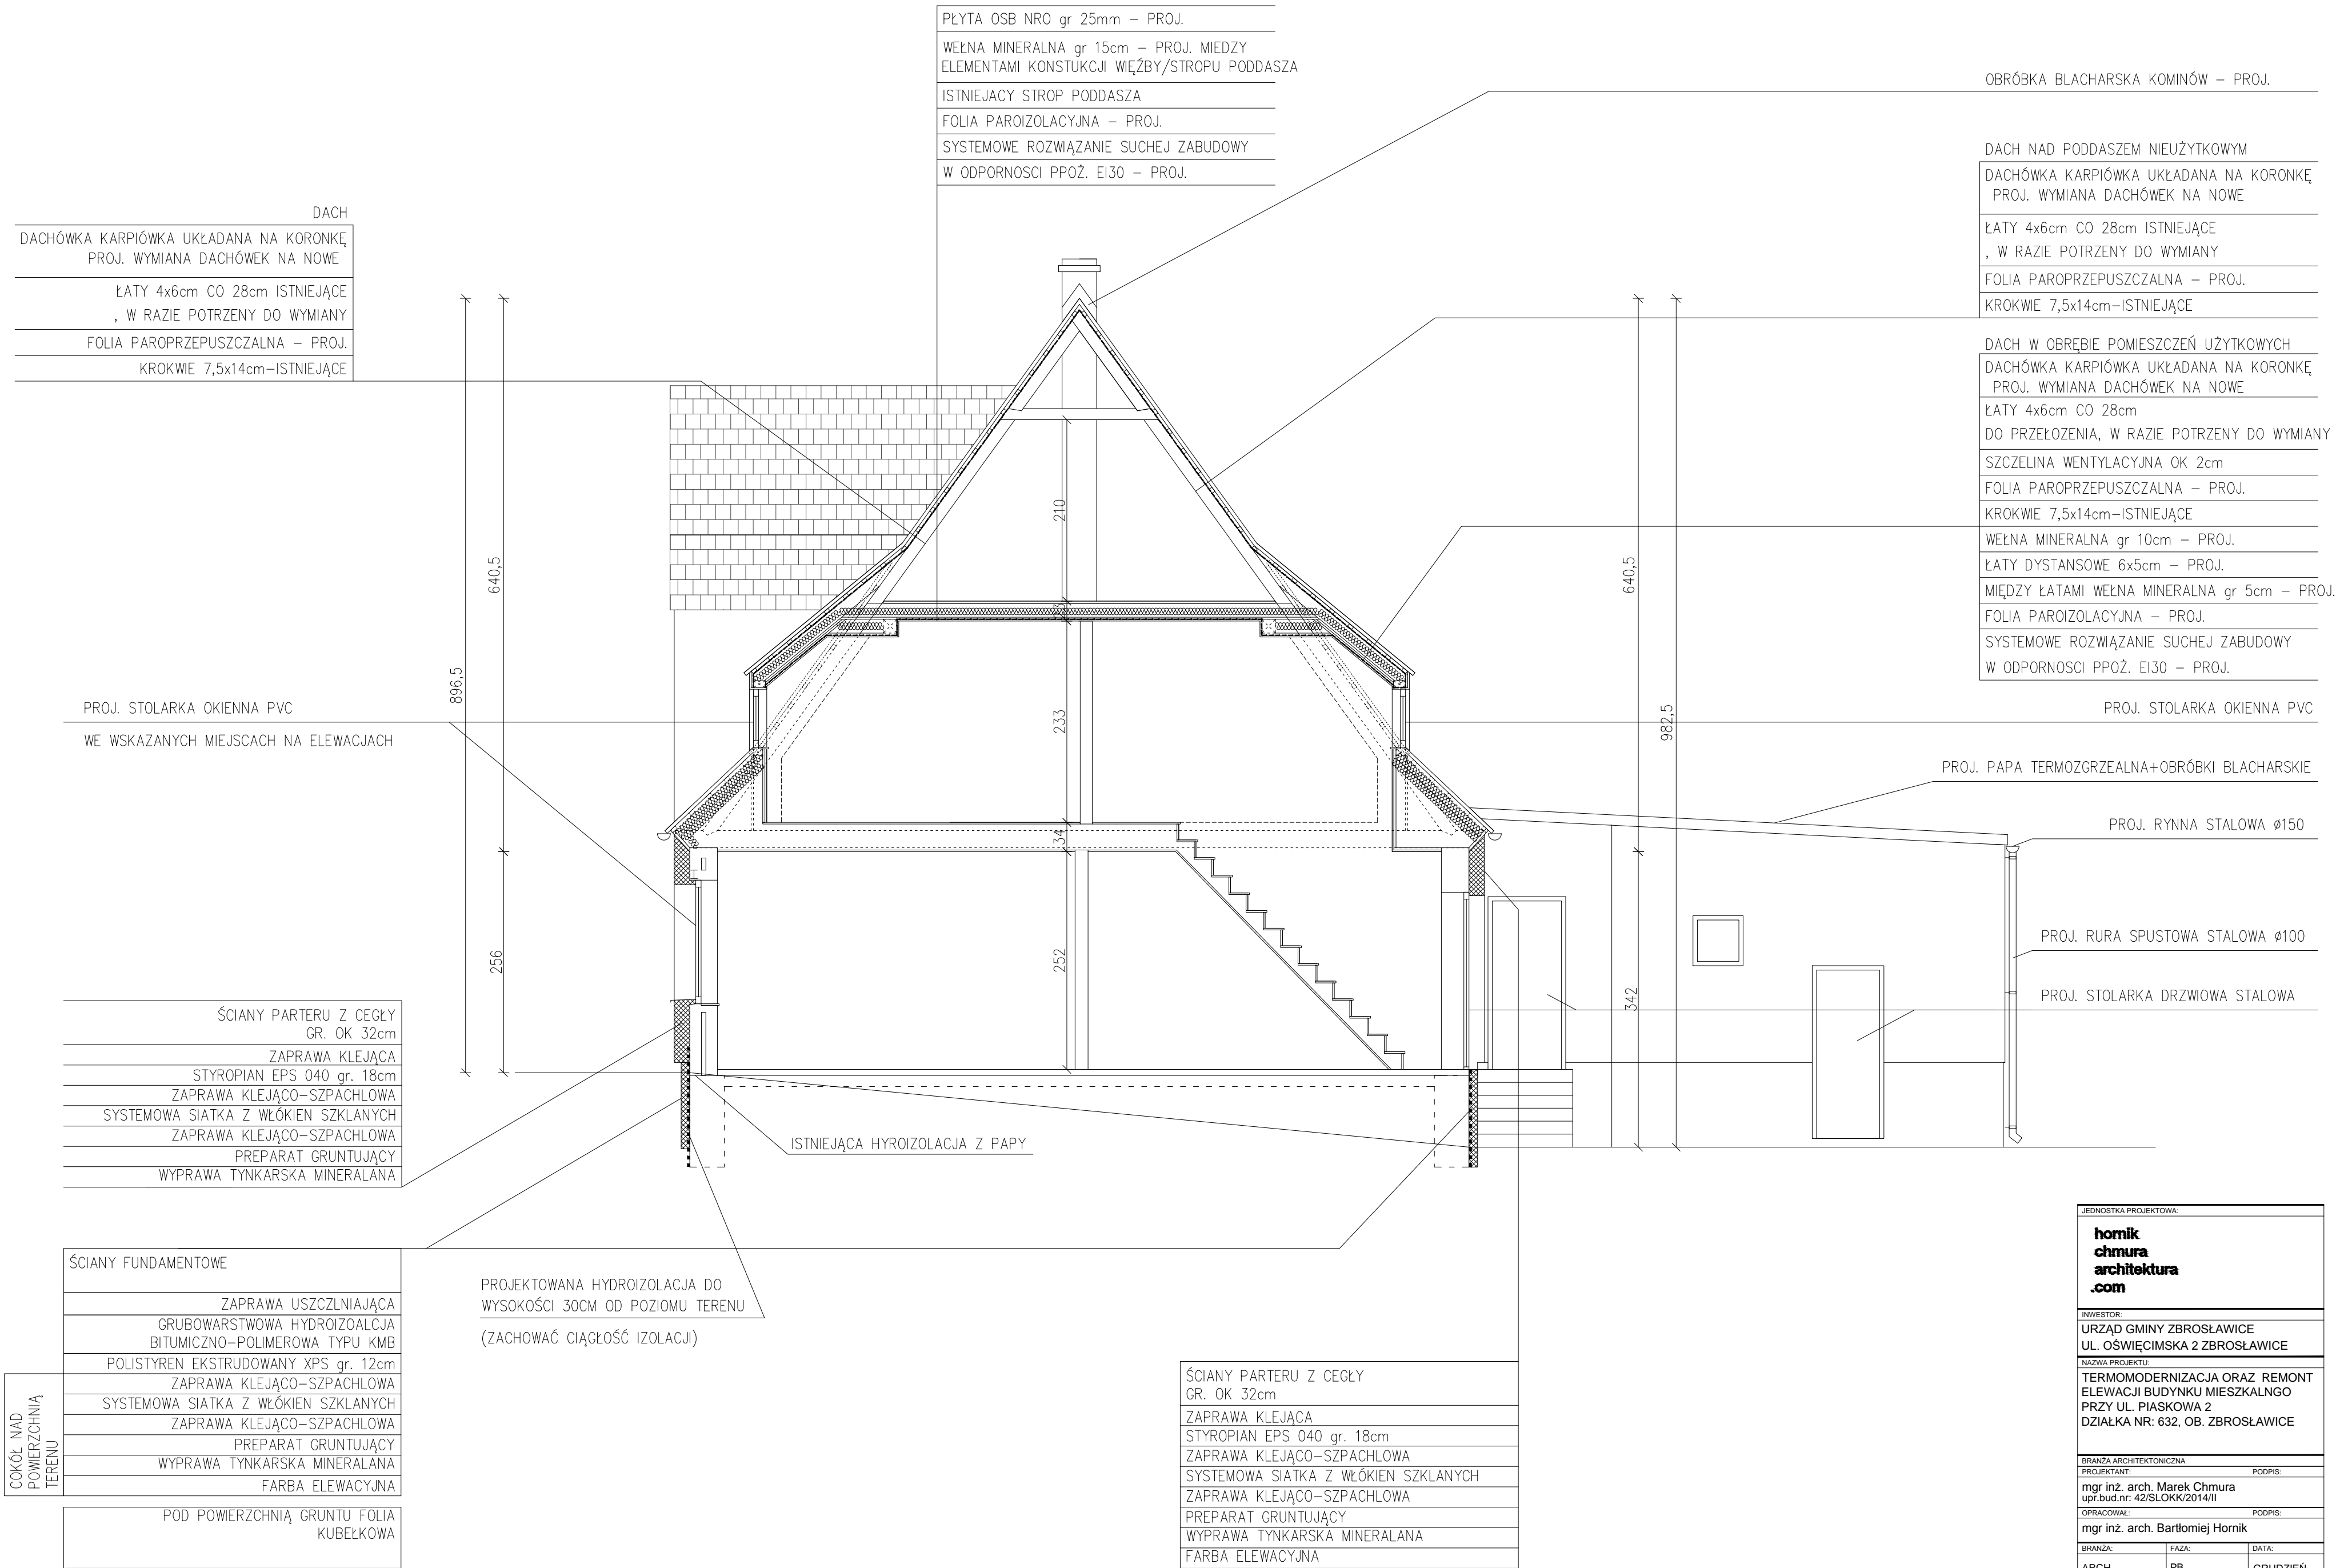 PŁYTA OSB NRO gr 25mm – PROJ.
WEŁNA MINERALNA gr 15cm – PROJ. MIEDZY
ELEMENTAMI KONSTUKCJI WIĘŹBY/STROPU PODDASZA
ISTNIEJACY STROP PODDASZA
FOLIA PAROIZOLACYJNA – PROJ.
SYSTEMOWE ROZWIĄZANIE SUCHEJ ZABUDOWY
W ODPORNOSCI PPOŻ. EI30 – PROJ.
OBRÓBKA BLACHARSKA KOMINÓW – PROJ.
DACH
DACHÓWKA KARPIÓWKA UKŁADANA NA KORONKĘ
PROJ. WYMIANA DACHÓWEK NA NOWE
ŁATY 4x6cm CO 28cm ISTNIEJĄCE
, W RAZIE POTRZENY DO WYMIANY
FOLIA PAROPRZEPUSZCZALNA – PROJ.
KROKWIE 7,5x14cm–ISTNIEJĄCE
DACH NAD PODDASZEM NIEUŻYTKOWYM
DACHÓWKA KARPIÓWKA UKŁADANA NA KORONKĘ
PROJ. WYMIANA DACHÓWEK NA NOWE
ŁATY 4x6cm CO 28cm ISTNIEJĄCE
, W RAZIE POTRZENY DO WYMIANY
FOLIA PAROPRZEPUSZCZALNA – PROJ.
KROKWIE 7,5x14cm–ISTNIEJĄCE
DACH W OBRĘBIE POMIESZCZEŃ UŻYTKOWYCH
DACHÓWKA KARPIÓWKA UKŁADANA NA KORONKĘ
PROJ. WYMIANA DACHÓWEK NA NOWE
ŁATY 4x6cm CO 28cm
DO PRZEŁOZENIA, W RAZIE POTRZENY DO WYMIANY
SZCZELINA WENTYLACYJNA OK 2cm
FOLIA PAROPRZEPUSZCZALNA – PROJ.
KROKWIE 7,5x14cm–ISTNIEJĄCE
WEŁNA MINERALNA gr 10cm – PROJ.
ŁATY DYSTANSOWE 6x5cm – PROJ.
MIĘDZY ŁATAMI WEŁNA MINERALNA gr 5cm – PROJ.
FOLIA PAROIZOLACYJNA – PROJ.
SYSTEMOWE ROZWIĄZANIE SUCHEJ ZABUDOWY
W ODPORNOSCI PPOŻ. EI30 – PROJ.
PROJ. STOLARKA OKIENNA PVC
PROJ. PAPA TERMOZGRZEALNA+OBRÓBKI BLACHARSKIE
PROJ. RYNNA STALOWA ø150
PROJ. RURA SPUSTOWA STALOWA ø100
PROJ. STOLARKA DRZWIOWA STALOWA
PROJ. STOLARKA OKIENNA PVC
WE WSKAZANYCH MIEJSCACH NA ELEWACJACH
896,5
640,5
256
210
233
34
252
640,5
342
982,5
ŚCIANY PARTERU Z CEGŁY
GR. OK 32cm
ZAPRAWA KLEJĄCA
STYROPIAN EPS 040 gr. 18cm
ZAPRAWA KLEJĄCO–SZPACHLOWA
SYSTEMOWA SIATKA Z WŁÓKIEN SZKLANYCH
ZAPRAWA KLEJĄCO–SZPACHLOWA
PREPARAT GRUNTUJĄCY
WYPRAWA TYNKARSKA MINERALANA
ISTNIEJĄCA HYROIZOLACJA Z PAPY
ŚCIANY FUNDAMENTOWE
ZAPRAWA USZCZLNIAJĄCA
GRUBOWARSTWOWA HYDROIZOALCJA
BITUMICZNO–POLIMEROWA TYPU KMB
POLISTYREN EKSTRUDOWANY XPS gr. 12cm
ZAPRAWA KLEJĄCO–SZPACHLOWA
SYSTEMOWA SIATKA Z WŁÓKIEN SZKLANYCH
ZAPRAWA KLEJĄCO–SZPACHLOWA
PREPARAT GRUNTUJĄCY
WYPRAWA TYNKARSKA MINERALANA
FARBA ELEWACYJNA
COKÓŁ NAD
POWIERZCHNIĄ
TERENU
POD POWIERZCHNIĄ GRUNTU FOLIA
KUBEŁKOWA
PROJEKTOWANA HYDROIZOLACJA DO
WYSOKOŚCI 30CM OD POZIOMU TERENU
(ZACHOWAĆ CIĄGŁOŚĆ IZOLACJI)
ŚCIANY PARTERU Z CEGŁY
GR. OK 32cm
ZAPRAWA KLEJĄCA
STYROPIAN EPS 040 gr. 18cm
ZAPRAWA KLEJĄCO–SZPACHLOWA
SYSTEMOWA SIATKA Z WŁÓKIEN SZKLANYCH
ZAPRAWA KLEJĄCO–SZPACHLOWA
PREPARAT GRUNTUJĄCY
WYPRAWA TYNKARSKA MINERALANA
FARBA ELEWACYJNA
JEDNOSTKA PROJEKTOWA:
hornik
chmura
architektura
.com
INWESTOR:
URZĄD GMINY ZBROSŁAWICE
UL. OŚWIĘCIMSKA 2 ZBROSŁAWICE
NAZWA PROJEKTU:
TERMOMODERNIZACJA ORAZ REMONT
ELEWACJI BUDYNKU MIESZKALNGO
PRZY UL. PIASKOWA 2
DZIAŁKA NR: 632, OB. ZBROSŁAWICE
BRANŻA ARCHITEKTONICZNA
PROJEKTANT: PODPIS:
mgr inż. arch. Marek Chmura
upr.bud.nr: 42/SLOKK/2014/II
OPRACOWAŁ: PODPIS:
mgr inż. arch. Bartłomiej Hornik
BRANŻA: FAZA: DATA:
ARCH PB GRUDZIEŃ